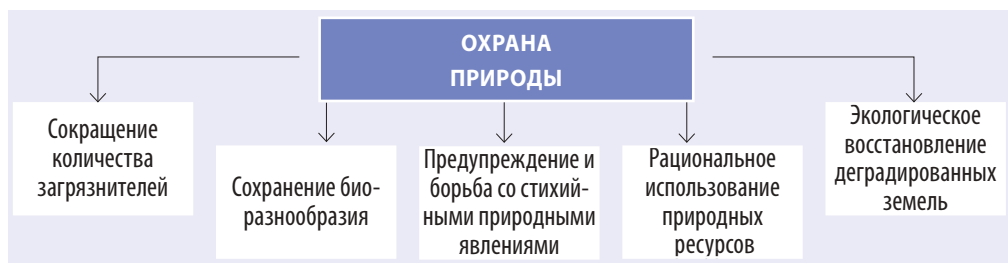 ОХРАНА
ПРИРОДЫ
Сокращение
количества
загрязнителей
Сохранение био-
разнообразия
Предупреждение и
борьба со стихий-
ными природными
явлениями
Рациональное
использование
природных
ресурсов
Экологическое
восстановление
деградированных
земель